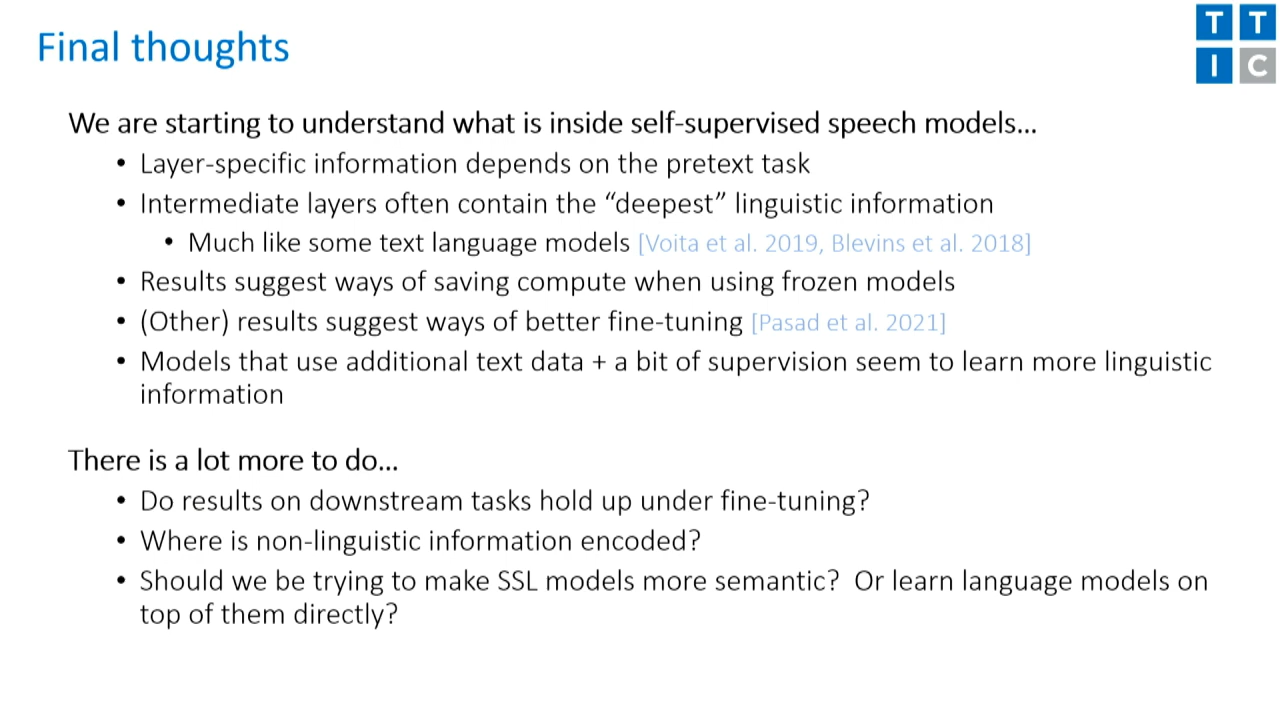 Final thoughts
T T
I C
We are starting to understand what is inside self-supervised speech models...
• Layer-specific information depends on the pretext task
• Intermediate layers often contain the “deepest” linguistic information
• Much like some text language models [Voita et al. 2019, Blevins et al. 2018]
• Results suggest ways of saving compute when using frozen models
• (Other) results suggest ways of better fine-tuning [Pasad et al. 2021]
• Models that use additional text data + a bit of supervision seem to learn more linguistic
information
There is a lot more to do...
• Do results on downstream tasks hold up under fine-tuning?
• Where is non-linguistic information encoded?
• Should we be trying to make SSL models more semantic?  Or learn language models on
top of them directly?